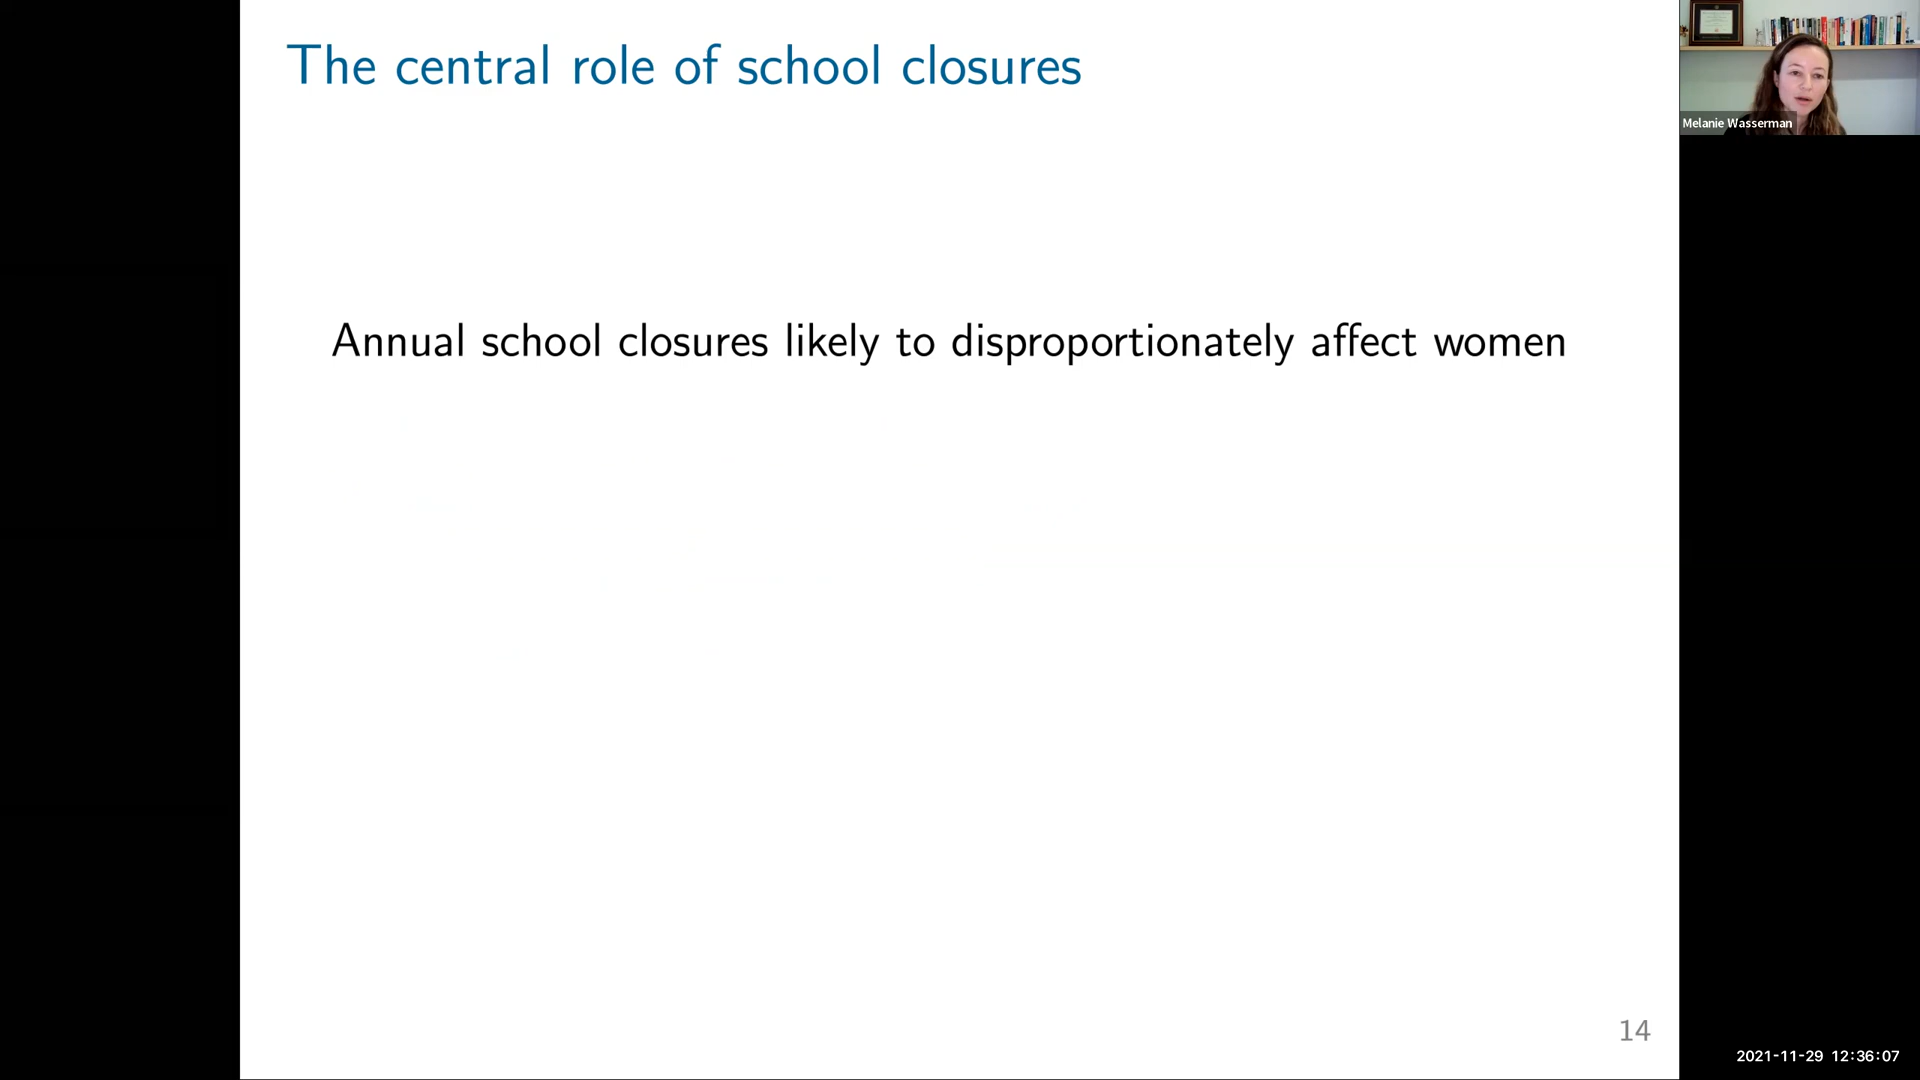 The central role of school closures
Melanie Wasserman
Annual school closures likely to disproportionately affect women
14
2021-11-29 12:36:07